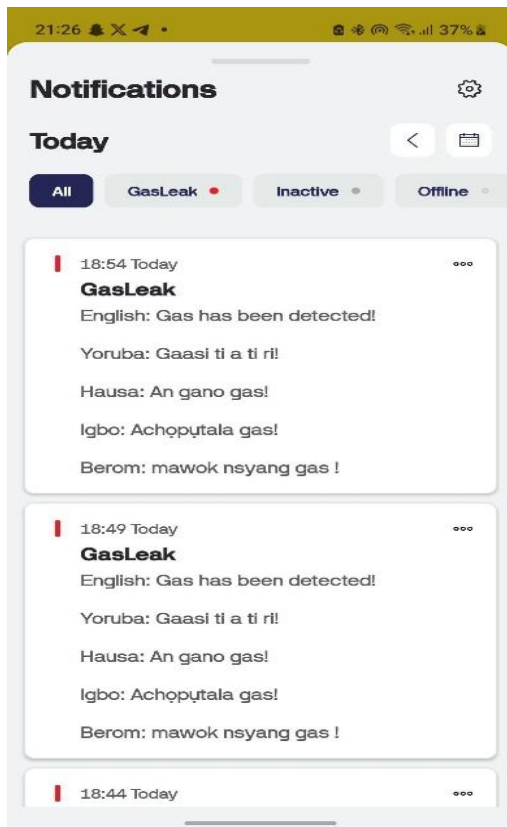 21:26 37%
Notifications
Today
All GasLeak Inactive Offline
18:54 Today
GasLeak
English: Gas has been detected!
Yoruba: Gaasi ti a ti ri!
Hausa: An gano gas!
Igbo: Achọpụtala gas!
Berom: mawok nsyang gas !
18:49 Today
GasLeak
English: Gas has been detected!
Yoruba: Gaasi ti a ti ri!
Hausa: An gano gas!
Igbo: Achọpụtala gas!
Berom: mawok nsyang gas !
18:44 Today